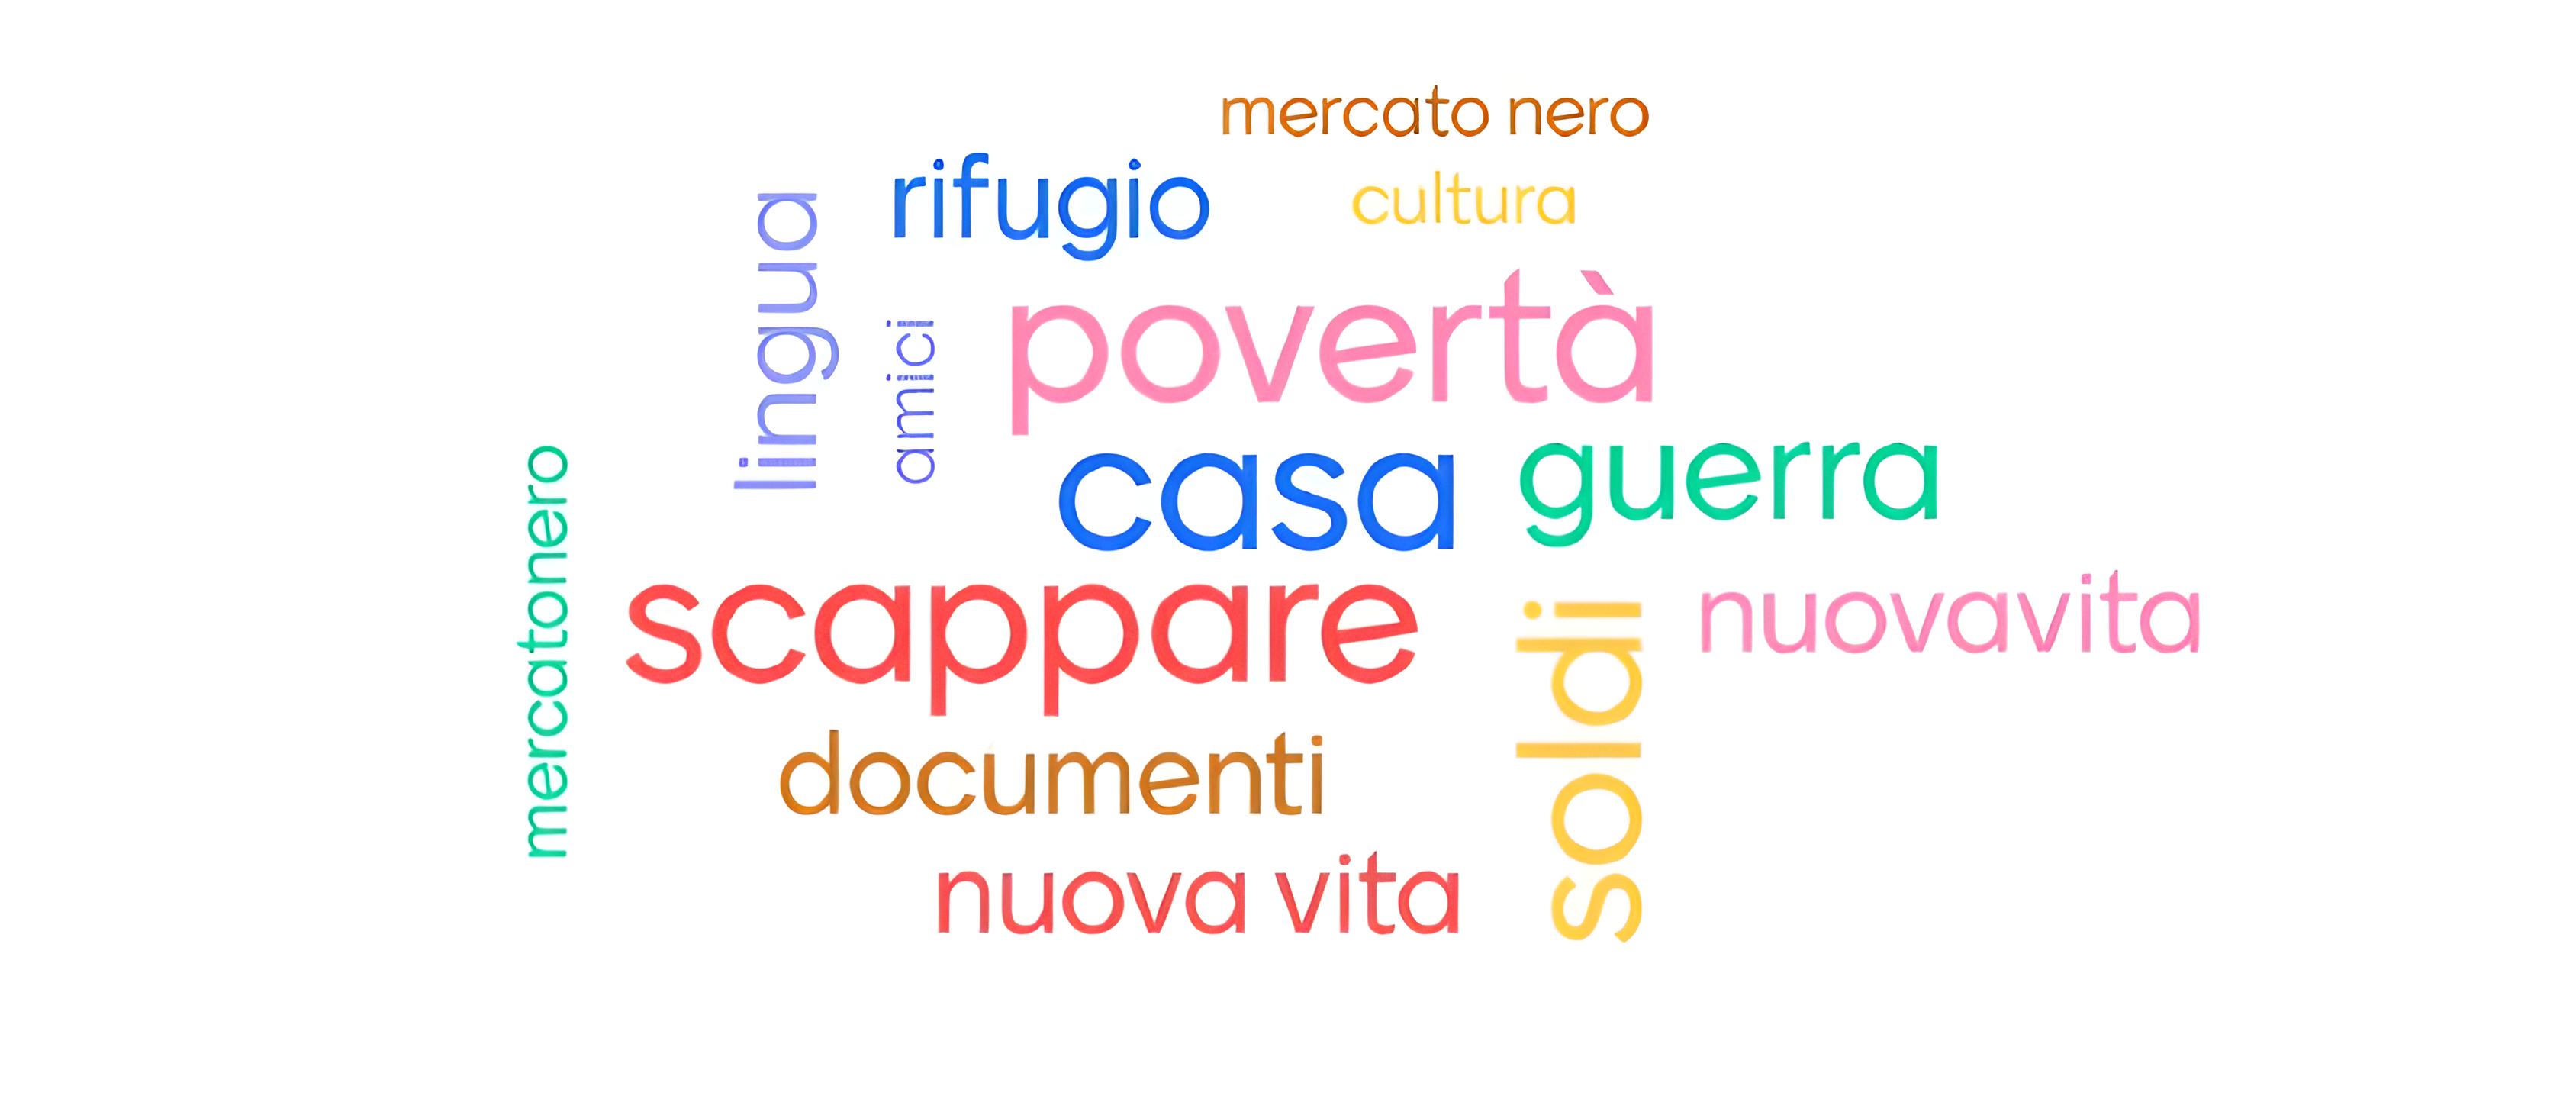 mercato nero
rifugio
cultura
lingua
amici
povertà
casa
guerra
mercatonero
scappare
soldi
nuovavita
documenti
nuova vita